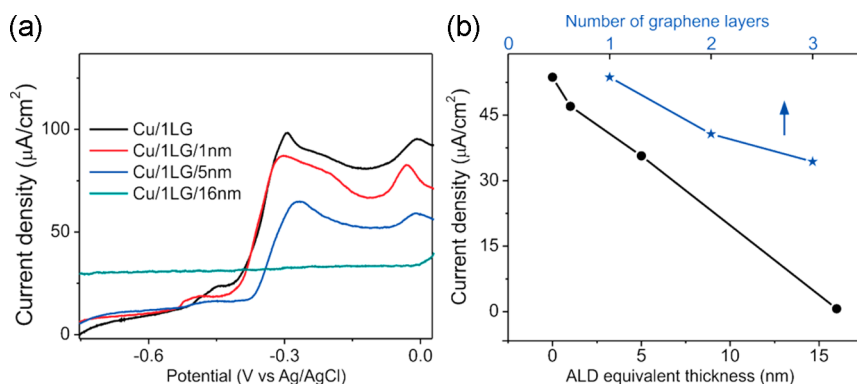 (a)
Current density (μA/cm²)
100
50
0
Cu/1LG
Cu/1LG/1nm
Cu/1LG/5nm
Cu/1LG/16nm
-0.6
-0.3
0.0
Potential (V vs Ag/AgCl)
(b)
Number of graphene layers
0
1
2
3
Current density (μA/cm²)
45
30
15
0
0
5
10
15
ALD equivalent thickness (nm)